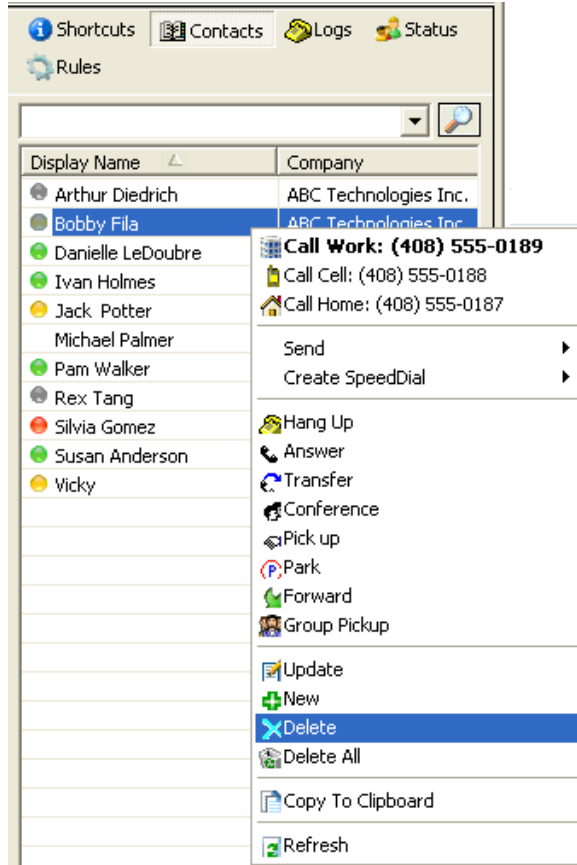 Shortcuts Contacts Logs Status
Rules
Display Name Company
Arthur Diedrich ABC Technologies Inc.
Bobby Fila ABC Technologies Inc
Danielle LeDoubre
Ivan Holmes
Jack Potter
Michael Palmer
Pam Walker
Rex Tang
Silvia Gomez
Susan Anderson
Vicky
Call Work: (408) 555-0189
Call Cell: (408) 555-0188
Call Home: (408) 555-0187
Send
Create SpeedDial
Hang Up
Answer
Transfer
Conference
Pick up
Park
Forward
Group Pickup
Update
New
Delete
Delete All
Copy To Clipboard
Refresh